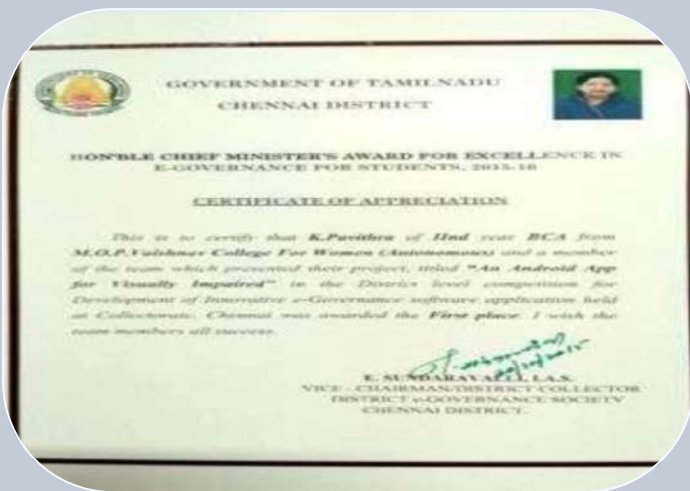 GOVERNMENT OF TAMILNADU
CHENNAI DISTRICT
HON'BLE CHIEF MINISTER'S AWARD FOR EXCELLENCE IN
E-GOVERNANCE FOR STUDENTS, 2015-16
CERTIFICATE OF APPRECIATION
This is to certify that K.Pavithra of IInd year BCA from
M.O.P.Vaishnav College For Women (Autonomous) and a member
of the team which presented their project, titled "An Android App
for Visually Impaired" in the District level competition for
Development of Innovative e-Governance software application held
at Collectorate, Chennai was awarded the First place. I wish the
team members all success.
E. SUNDARAVALLI, I.A.S.
VICE - CHAIRMAN/DISTRICT COLLECTOR
DISTRICT e-GOVERNANCE SOCIETY
CHENNAI DISTRICT.